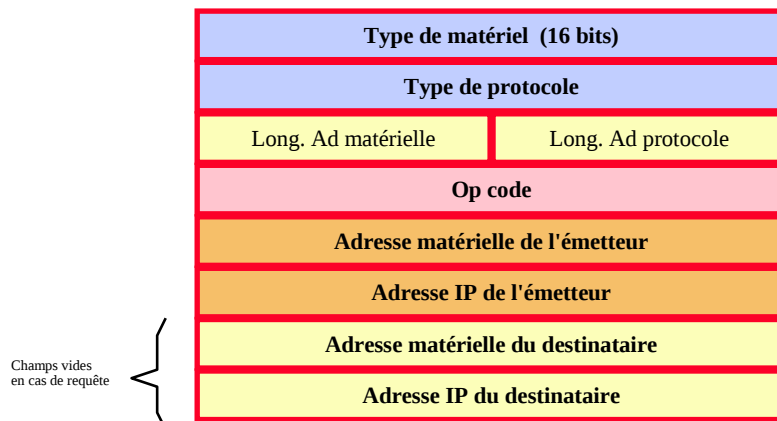 Type de matériel (16 bits)
Type de protocole
Long. Ad matérielle
Long. Ad protocole
Op code
Adresse matérielle de l'émetteur
Adresse IP de l'émetteur
Adresse matérielle du destinataire
Champs vides
en cas de requête
Adresse IP du destinataire